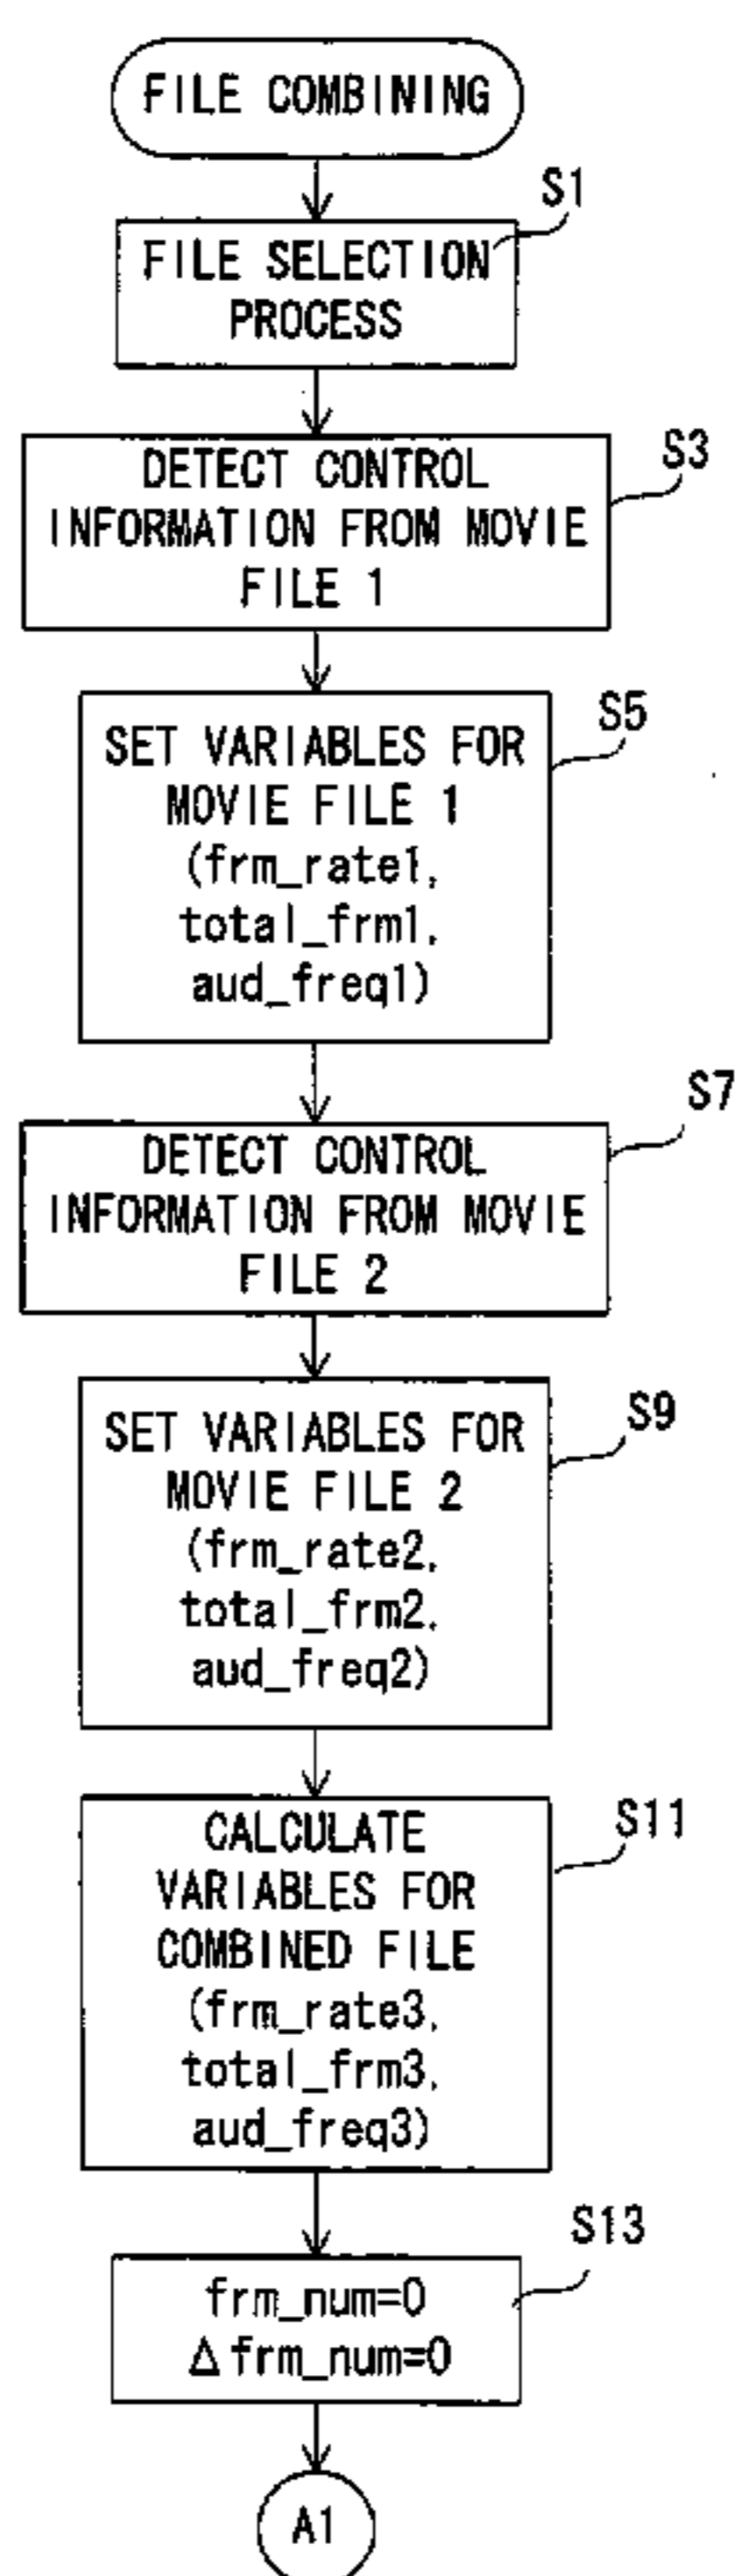 FILE COMBINING
S1
FILE SELECTION
PROCESS
S3
DETECT CONTROL
INFORMATION FROM MOVIE
FILE 1
S5
SET VARIABLES FOR
MOVIE FILE 1
(frm_rate1,
total_frm1,
aud_freq1)
S7
DETECT CONTROL
INFORMATION FROM MOVIE
FILE 2
S9
SET VARIABLES FOR
MOVIE FILE 2
(frm_rate2,
total_frm2,
aud_freq2)
S11
CALCULATE
VARIABLES FOR
COMBINED FILE
(frm_rate3,
total_frm3,
aud_freq3)
S13
frm_num=0
Δfrm_num=0
A1